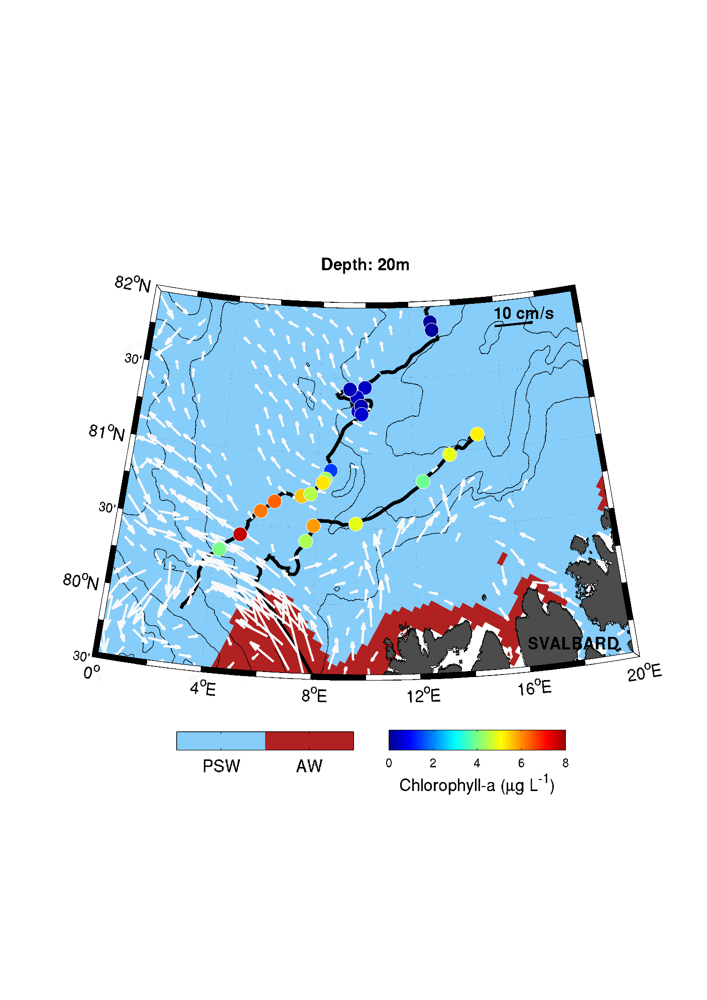 Depth: 20m
82°N
10 cm/s
30'
81°N
30'
80°N
SVALBARD
30'
0°
4°E
8°E
12°E
16°E
20°E
PSW
AW
0
2
4
6
8
Chlorophyll-a (µg L⁻¹)